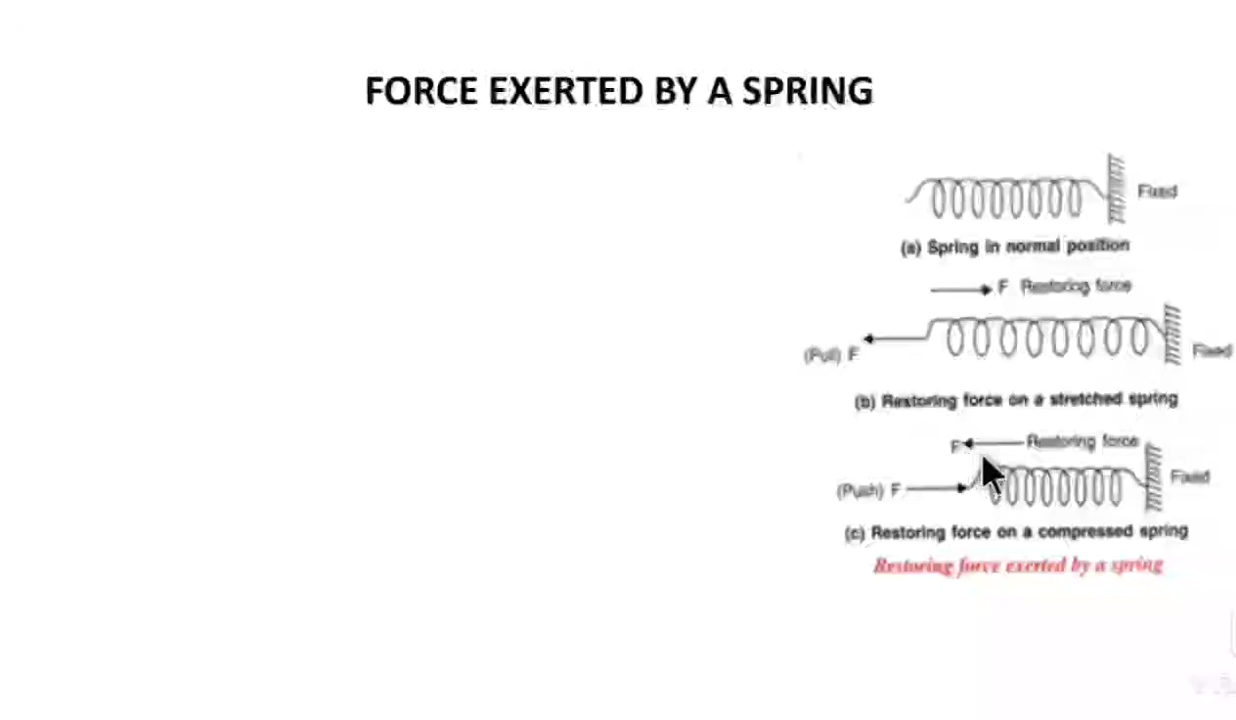 FORCE EXERTED BY A SPRING
Fixed
(a) Spring in normal position
F Restoring force
(Pull) F
Fixed
(b) Restoring force on a stretched spring
F Restoring force
(Push) F
Fixed
(c) Restoring force on a compressed spring
Restoring force exerted by a spring